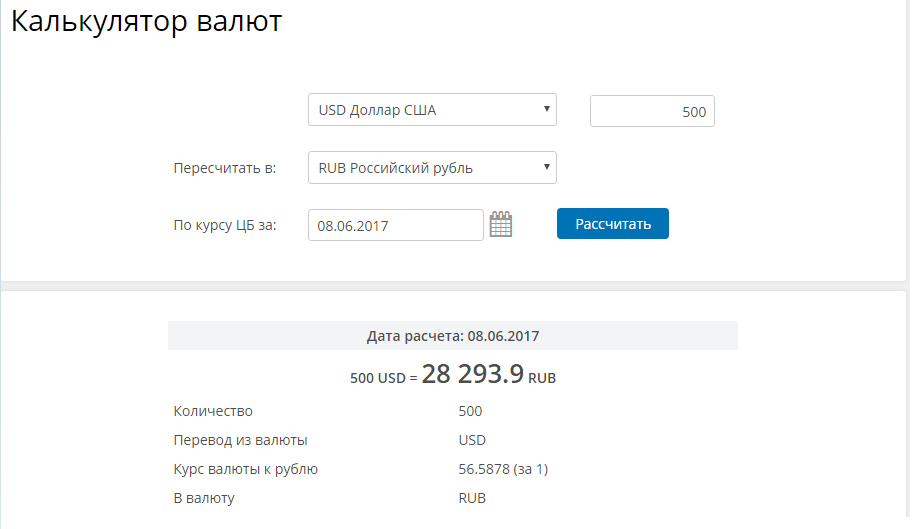 Калькулятор валют
USD Доллар США 500
Пересчитать в: RUB Российский рубль
По курсу ЦБ за: 08.06.2017 Рассчитать
Дата расчета: 08.06.2017
500 USD = 28 293.9 RUB
Количество 500
Перевод из валюты USD
Курс валюты к рублю 56.5878 (за 1)
В валюту RUB